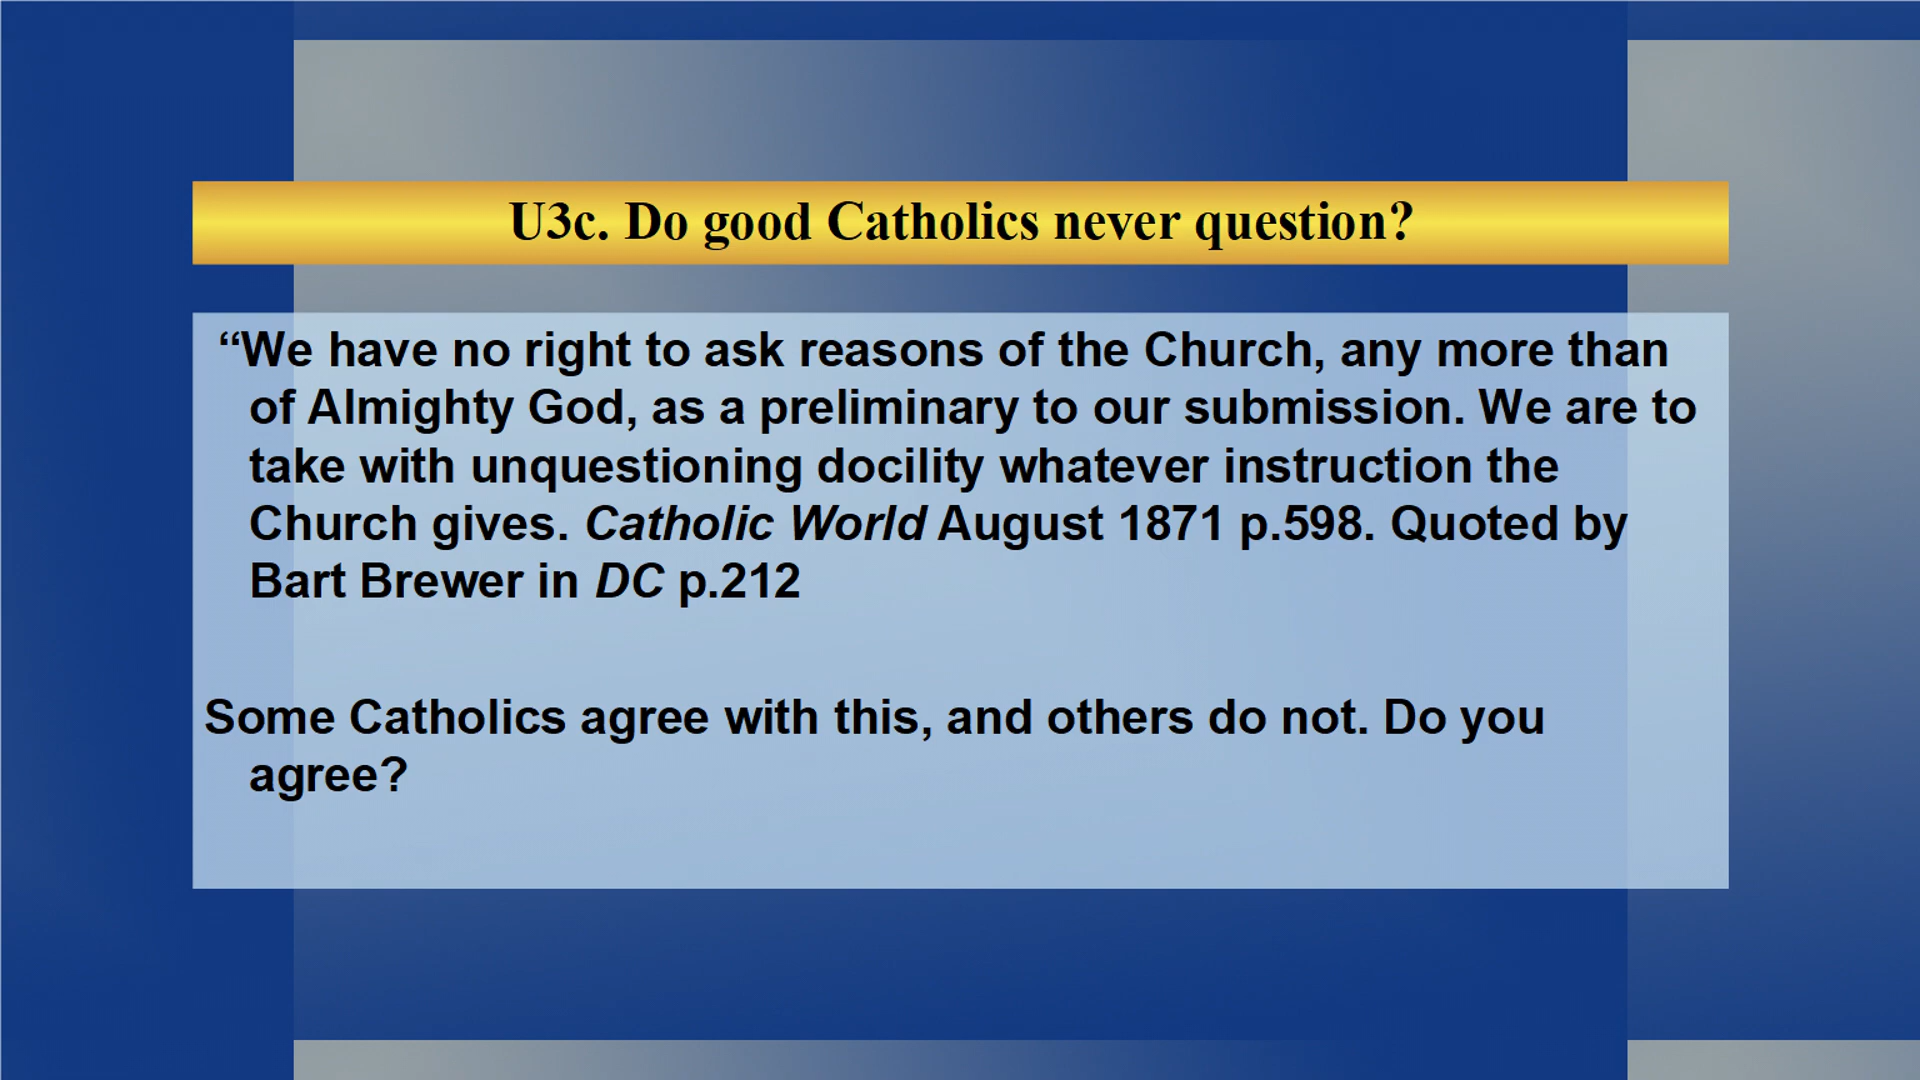 U3c. Do good Catholics never question?
“We have no right to ask reasons of the Church, any more than
of Almighty God, as a preliminary to our submission. We are to
take with unquestioning docility whatever instruction the
Church gives. Catholic World August 1871 p.598. Quoted by
Bart Brewer in DC p.212
Some Catholics agree with this, and others do not. Do you
agree?